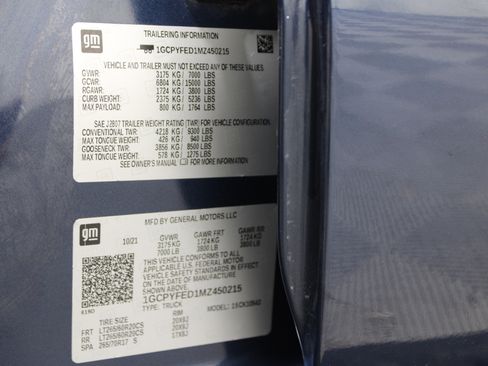 gm
TRAILERING INFORMATION
1GCPYFED1MZ450215
VEHICLE AND TRAILER MUST NOT EXCEED ANY OF THESE VALUES.
GVWR: 3175 KG/ 7000 LBS
GCWR: 6804 KG/ 15000 LBS
RGAWR: 1724 KG/ 3800 LBS
CURB WEIGHT: 2375 KG/ 5236 LBS
MAX PAYLOAD: 800 KG/ 1764 LBS
SAE J2807 TRAILER WEIGHT RATING (TWR) FOR VEHICLE CONFIGURATION.
CONVENTIONAL TWR: 4218 KG/ 9300 LBS
MAX TONGUE WEIGHT: 426 KG/ 940 LBS
GOOSENECK TWR: 3856 KG/ 8500 LBS
MAX TONGUE WEIGHT: 578 KG/ 1275 LBS
SEE OWNER'S MANUAL FOR MORE INFORMATION.
gm
MFD BY GENERAL MOTORS LLC
10/21 GVWR GAWR FRT GAWR RR
3175 KG 1724 KG 1724 KG
7000 LB 3800 LB 3800 LB
THIS VEHICLE CONFORMS TO ALL
APPLICABLE U.S. FEDERAL MOTOR
VEHICLE SAFETY STANDARDS IN EFFECT
ON THE DATE OF MANUFACTURE SHOWN ABOVE.
1GCPYFED1MZ450215
TYPE: TRUCK MODEL:
TIRE SIZE RIM
FRT LT265/60R20CS 20X9J
RR LT265/60R20CS 20X9J
SPA 265/70R17 S 17X8J